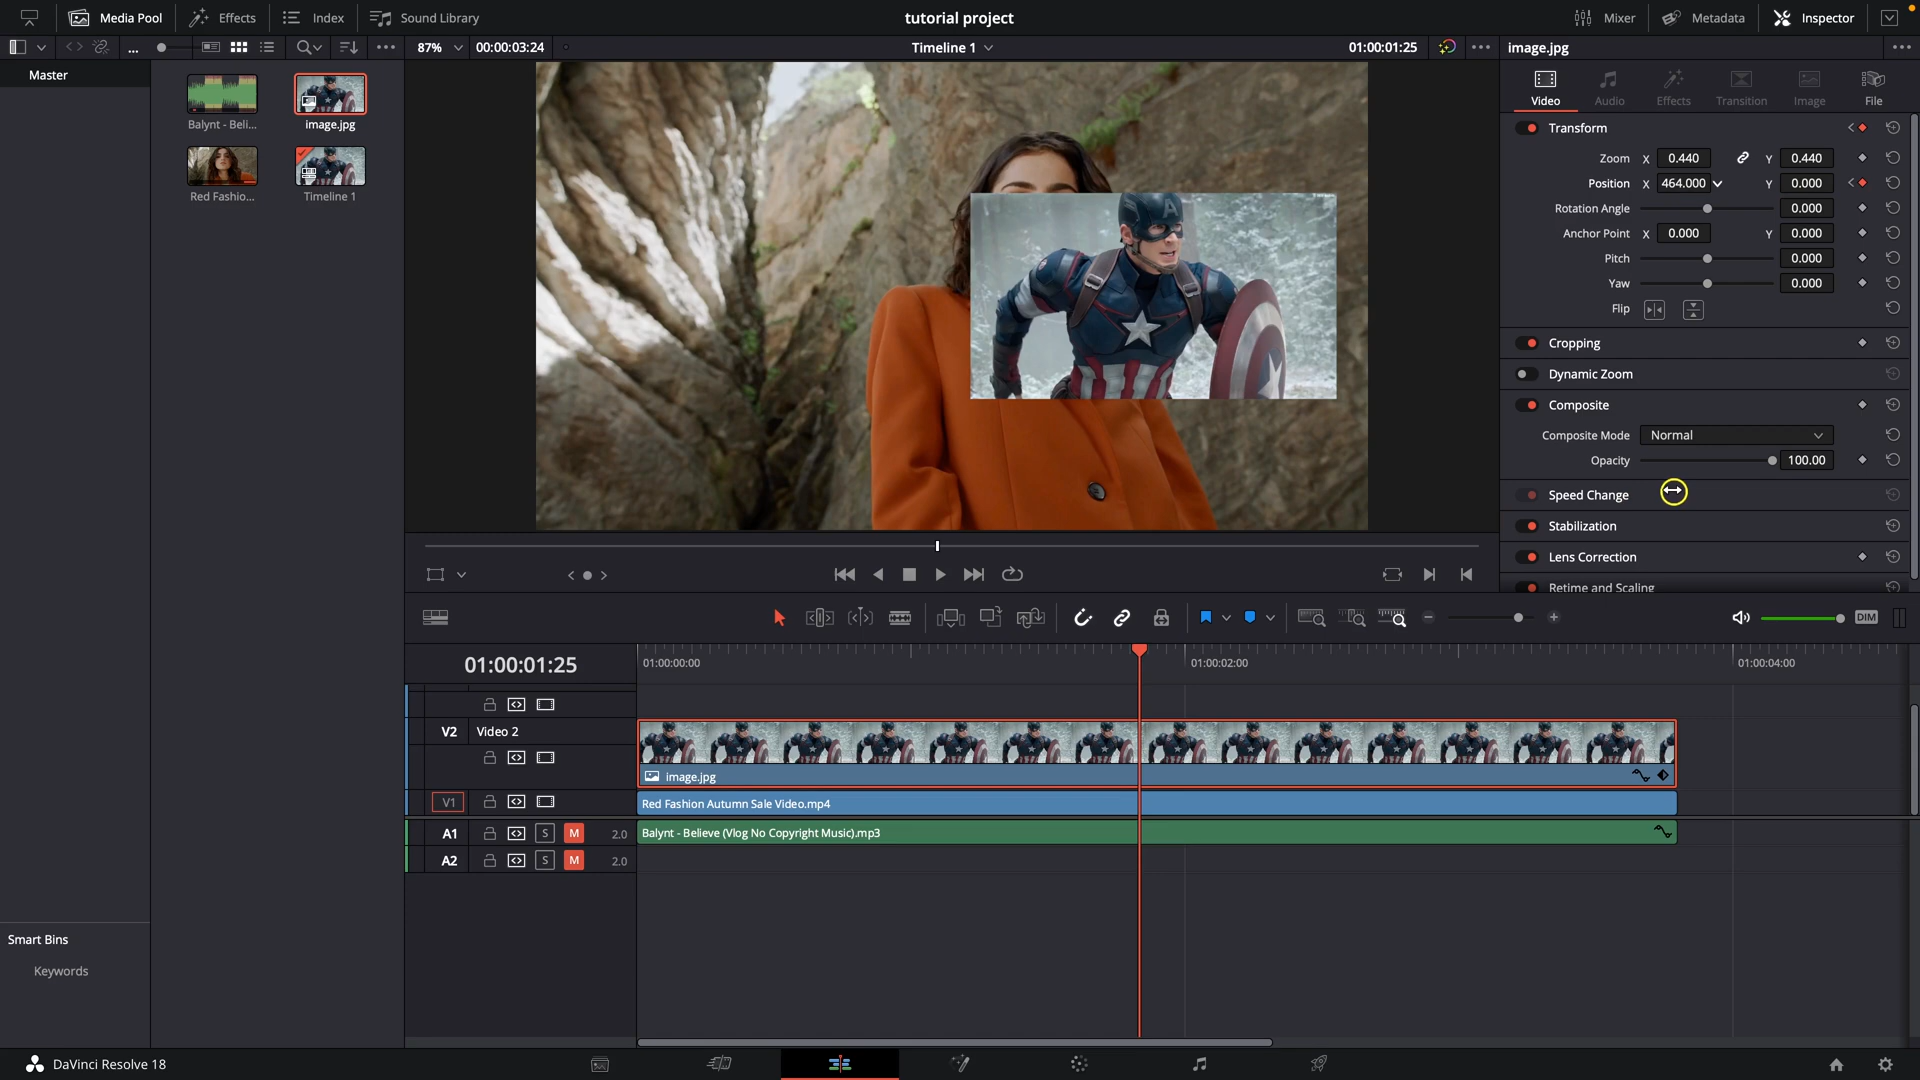 Media Pool
Effects
Index
Sound Library
tutorial project
Mixer
Metadata
Inspector
...
87%
00:00:03:24
Timeline 1
01:00:01:25
image.jpg
Master
Balynt - Beli...
image.jpg
Red Fashio...
Timeline 1
Video
Audio
Effects
Transition
Image
File
Transform
Zoom X 0.440 Y 0.440
Position X 464.000 Y 0.000
Rotation Angle 0.000
Anchor Point X 0.000 Y 0.000
Pitch 0.000
Yaw 0.000
Flip
Cropping
Dynamic Zoom
Composite
Composite Mode Normal
Opacity 100.00
Speed Change
Stabilization
Lens Correction
Retime and Scaling
DIM
01:00:01:25
01:00:00:00
01:00:02:00
01:00:04:00
V2 Video 2
image.jpg
V1
Red Fashion Autumn Sale Video.mp4
A1 S M 2.0
Balynt - Believe (Vlog No Copyright Music).mp3
A2 S M 2.0
Smart Bins
Keywords
DaVinci Resolve 18